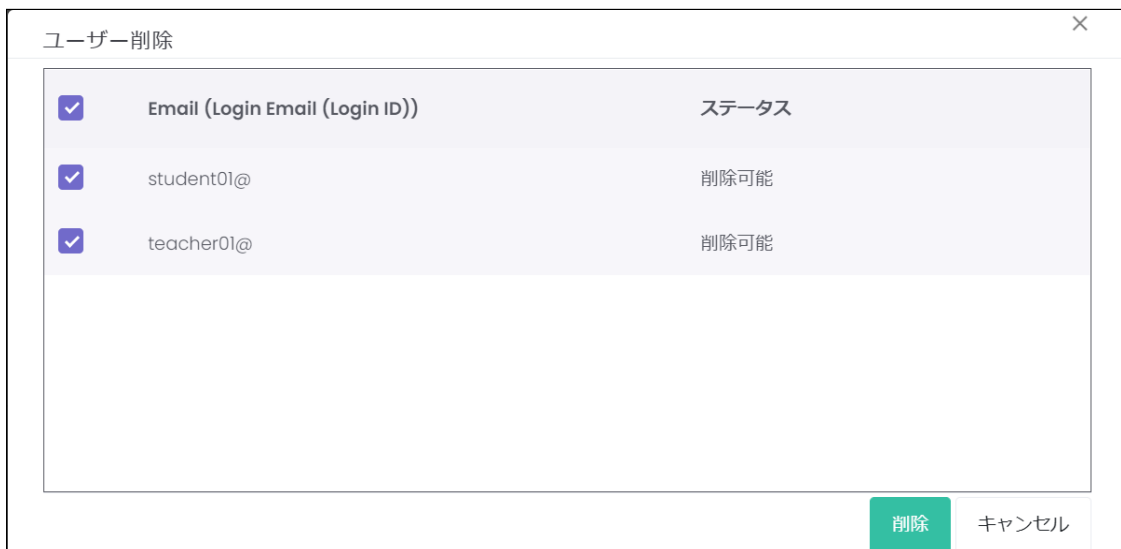 ユーザー削除
Email (Login Email (Login ID)) ステータス
student01@ 削除可能
teacher01@ 削除可能
削除 キャンセル